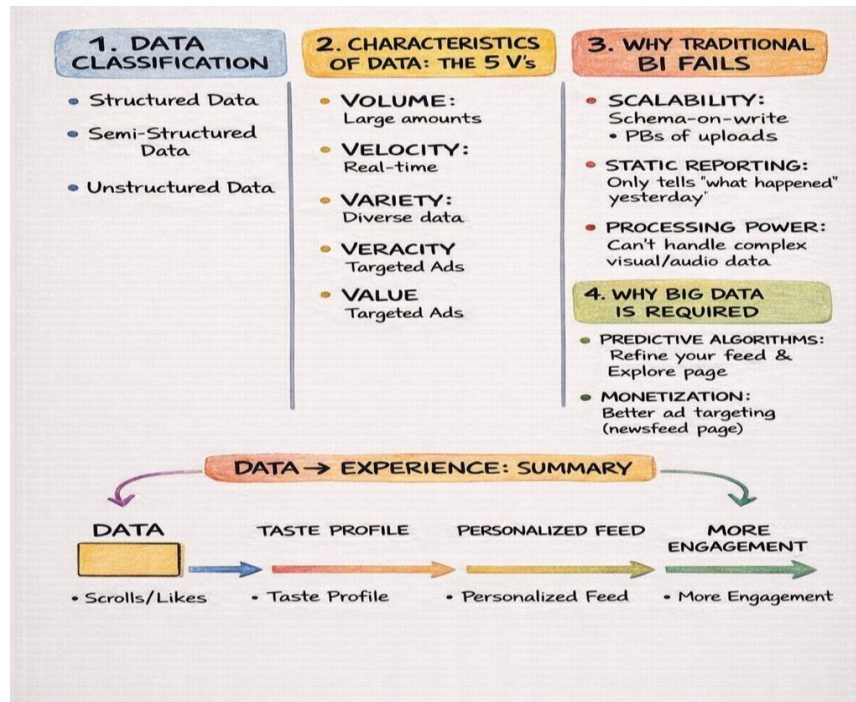 1. DATA
CLASSIFICATION
• Structured Data
• Semi-Structured
Data
• Unstructured Data
2. CHARACTERISTICS
OF DATA: THE 5 V's
• VOLUME:
Large amounts
• VELOCITY:
Real-time
• VARIETY:
Diverse data
• VERACITY
Targeted Ads
• VALUE
Targeted Ads
3. WHY TRADITIONAL
BI FAILS
• SCALABILITY:
Schema-on-write
• PBs of uploads
• STATIC REPORTING:
Only tells "what happened"
yesterday"
• PROCESSING POWER:
Can't handle complex
visual/audio data
4. WHY BIG DATA
IS REQUIRED
• PREDICTIVE ALGORITHMS:
Refine your feed &
Explore page
• MONETIZATION:
Better ad targeting
(newsfeed page)
DATA → EXPERIENCE: SUMMARY
DATA
• Scrolls/Likes
TASTE PROFILE
• Taste Profile
PERSONALIZED FEED
• Personalized Feed
MORE
ENGAGEMENT
• More Engagement